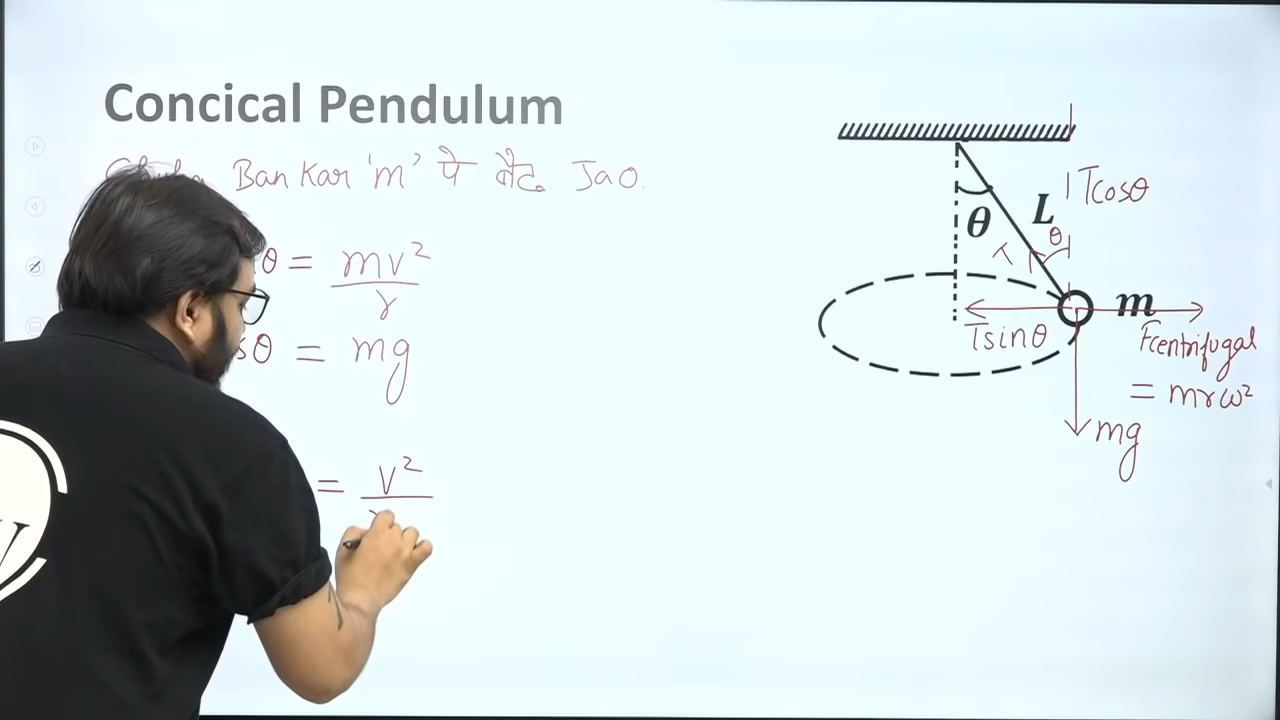 Concical Pendulum
Ban Kar 'm' पे बैठ Jao.
θ = mv²/r
sθ = mg
= v²
θ
L
TCosθ
θ
T
m
Tsinθ
Fcentrifugal
= mrω²
mg